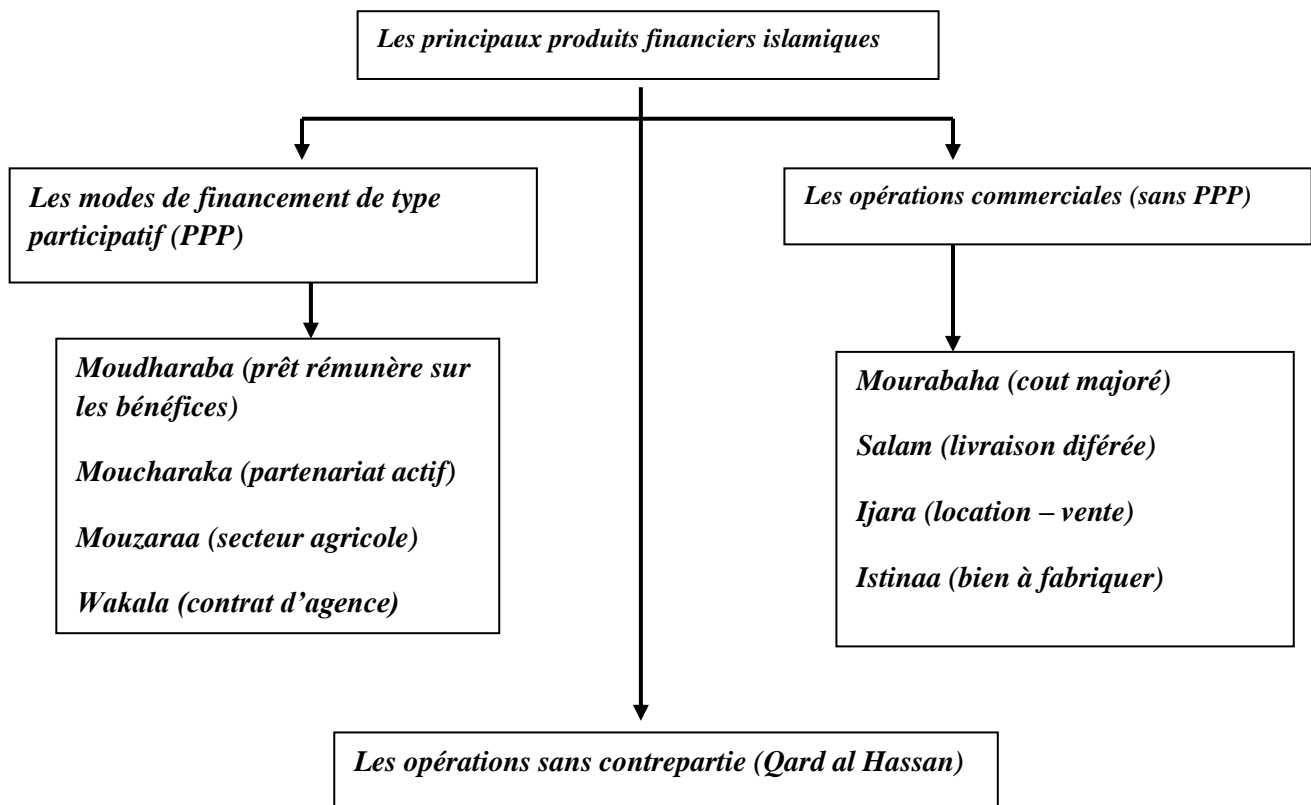 Les principaux produits financiers islamiques
Les modes de financement de type
participatif (PPP)
Les opérations commerciales (sans PPP)
Moudharaba (prêt rémunère sur
les bénéfices)
Moucharaka (partenariat actif)
Mouzaraa (secteur agricole)
Wakala (contrat d’agence)
Mourabaha (cout majoré)
Salam (livraison diférée)
Ijara (location – vente)
Istinaa (bien à fabriquer)
Les opérations sans contrepartie (Qard al Hassan)